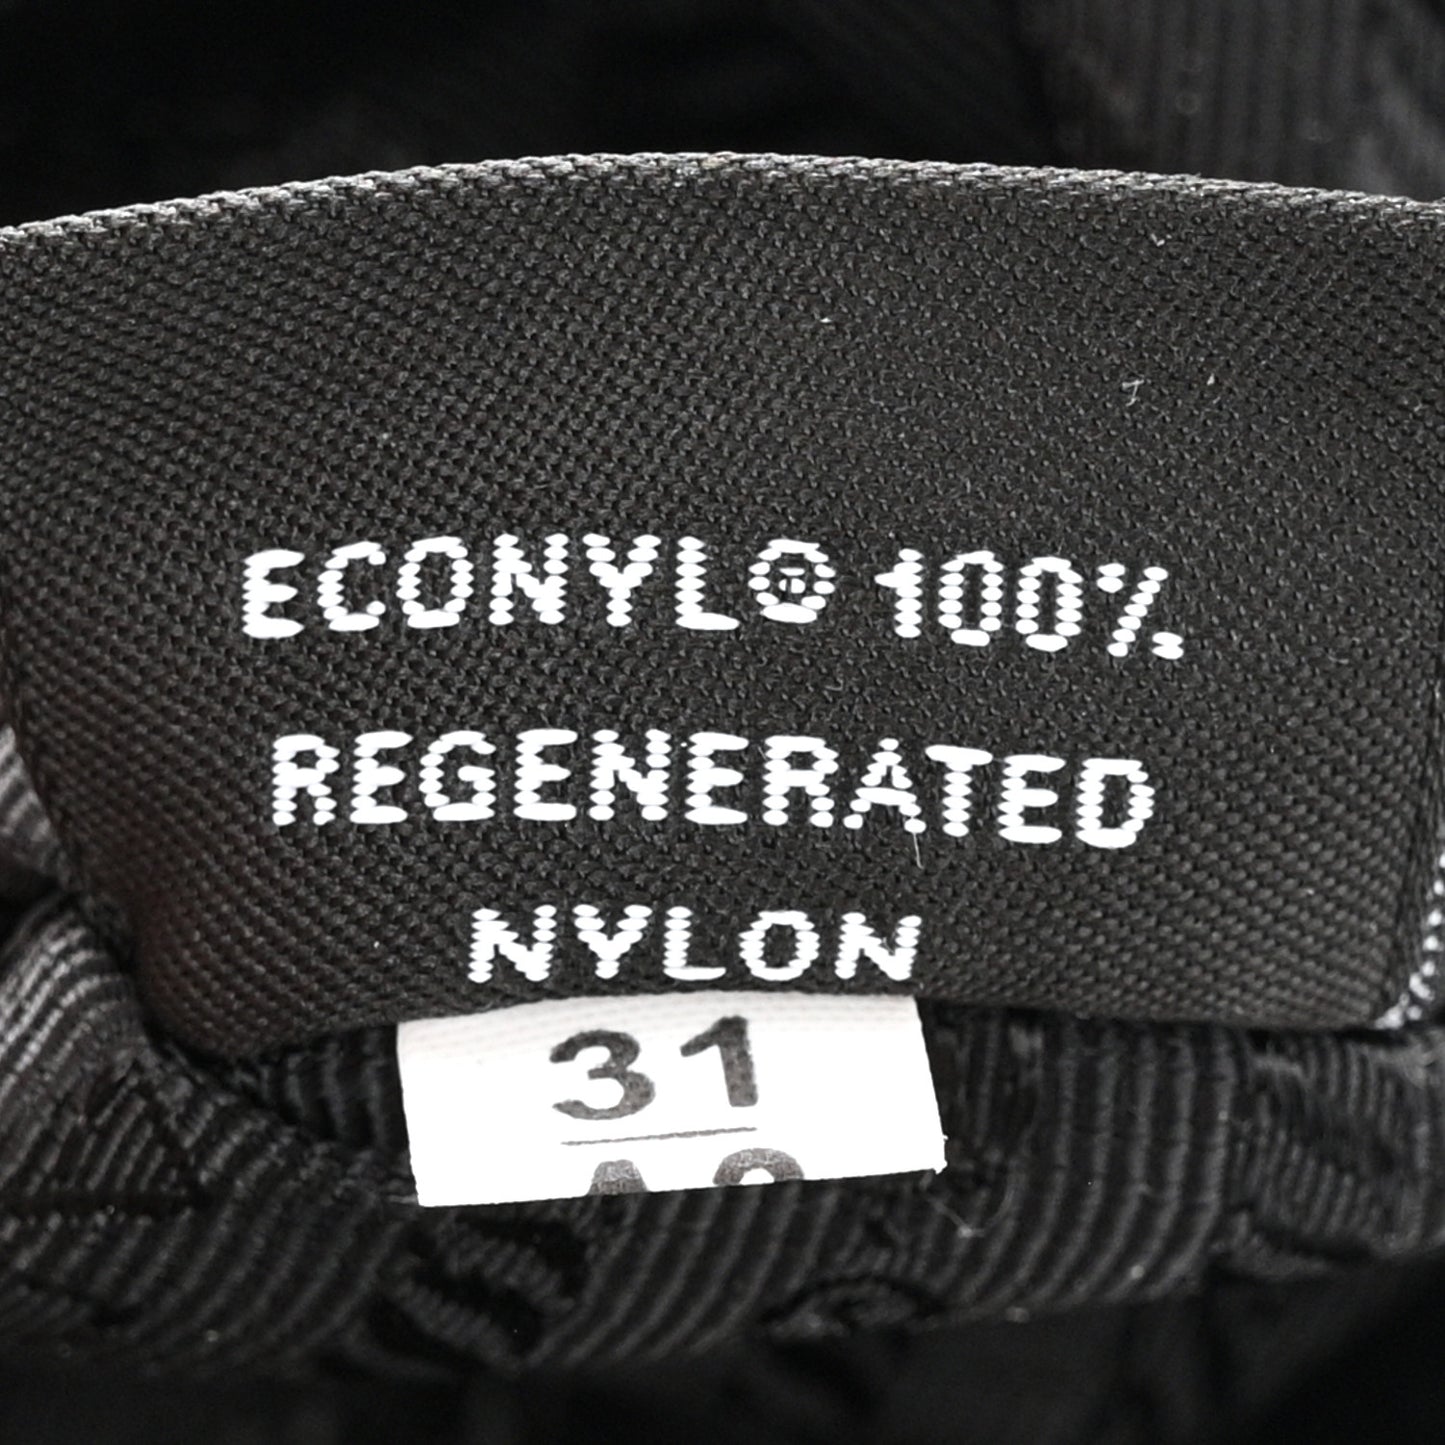 ECONYL® 100%
REGENERATED
NYLON
31